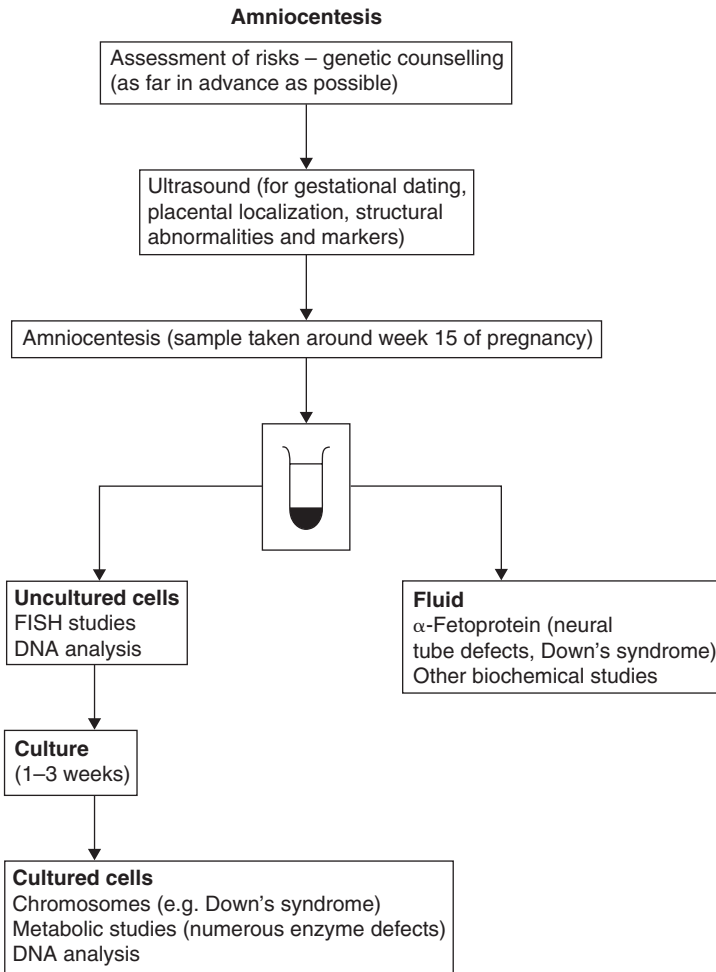 Amniocentesis
Assessment of risks – genetic counselling
(as far in advance as possible)
Ultrasound (for gestational dating,
placental localization, structural
abnormalities and markers)
Amniocentesis (sample taken around week 15 of pregnancy)
Uncultured cells
FISH studies
DNA analysis
Fluid
α-Fetoprotein (neural
tube defects, Down's syndrome)
Other biochemical studies
Culture
(1–3 weeks)
Cultured cells
Chromosomes (e.g. Down's syndrome)
Metabolic studies (numerous enzyme defects)
DNA analysis